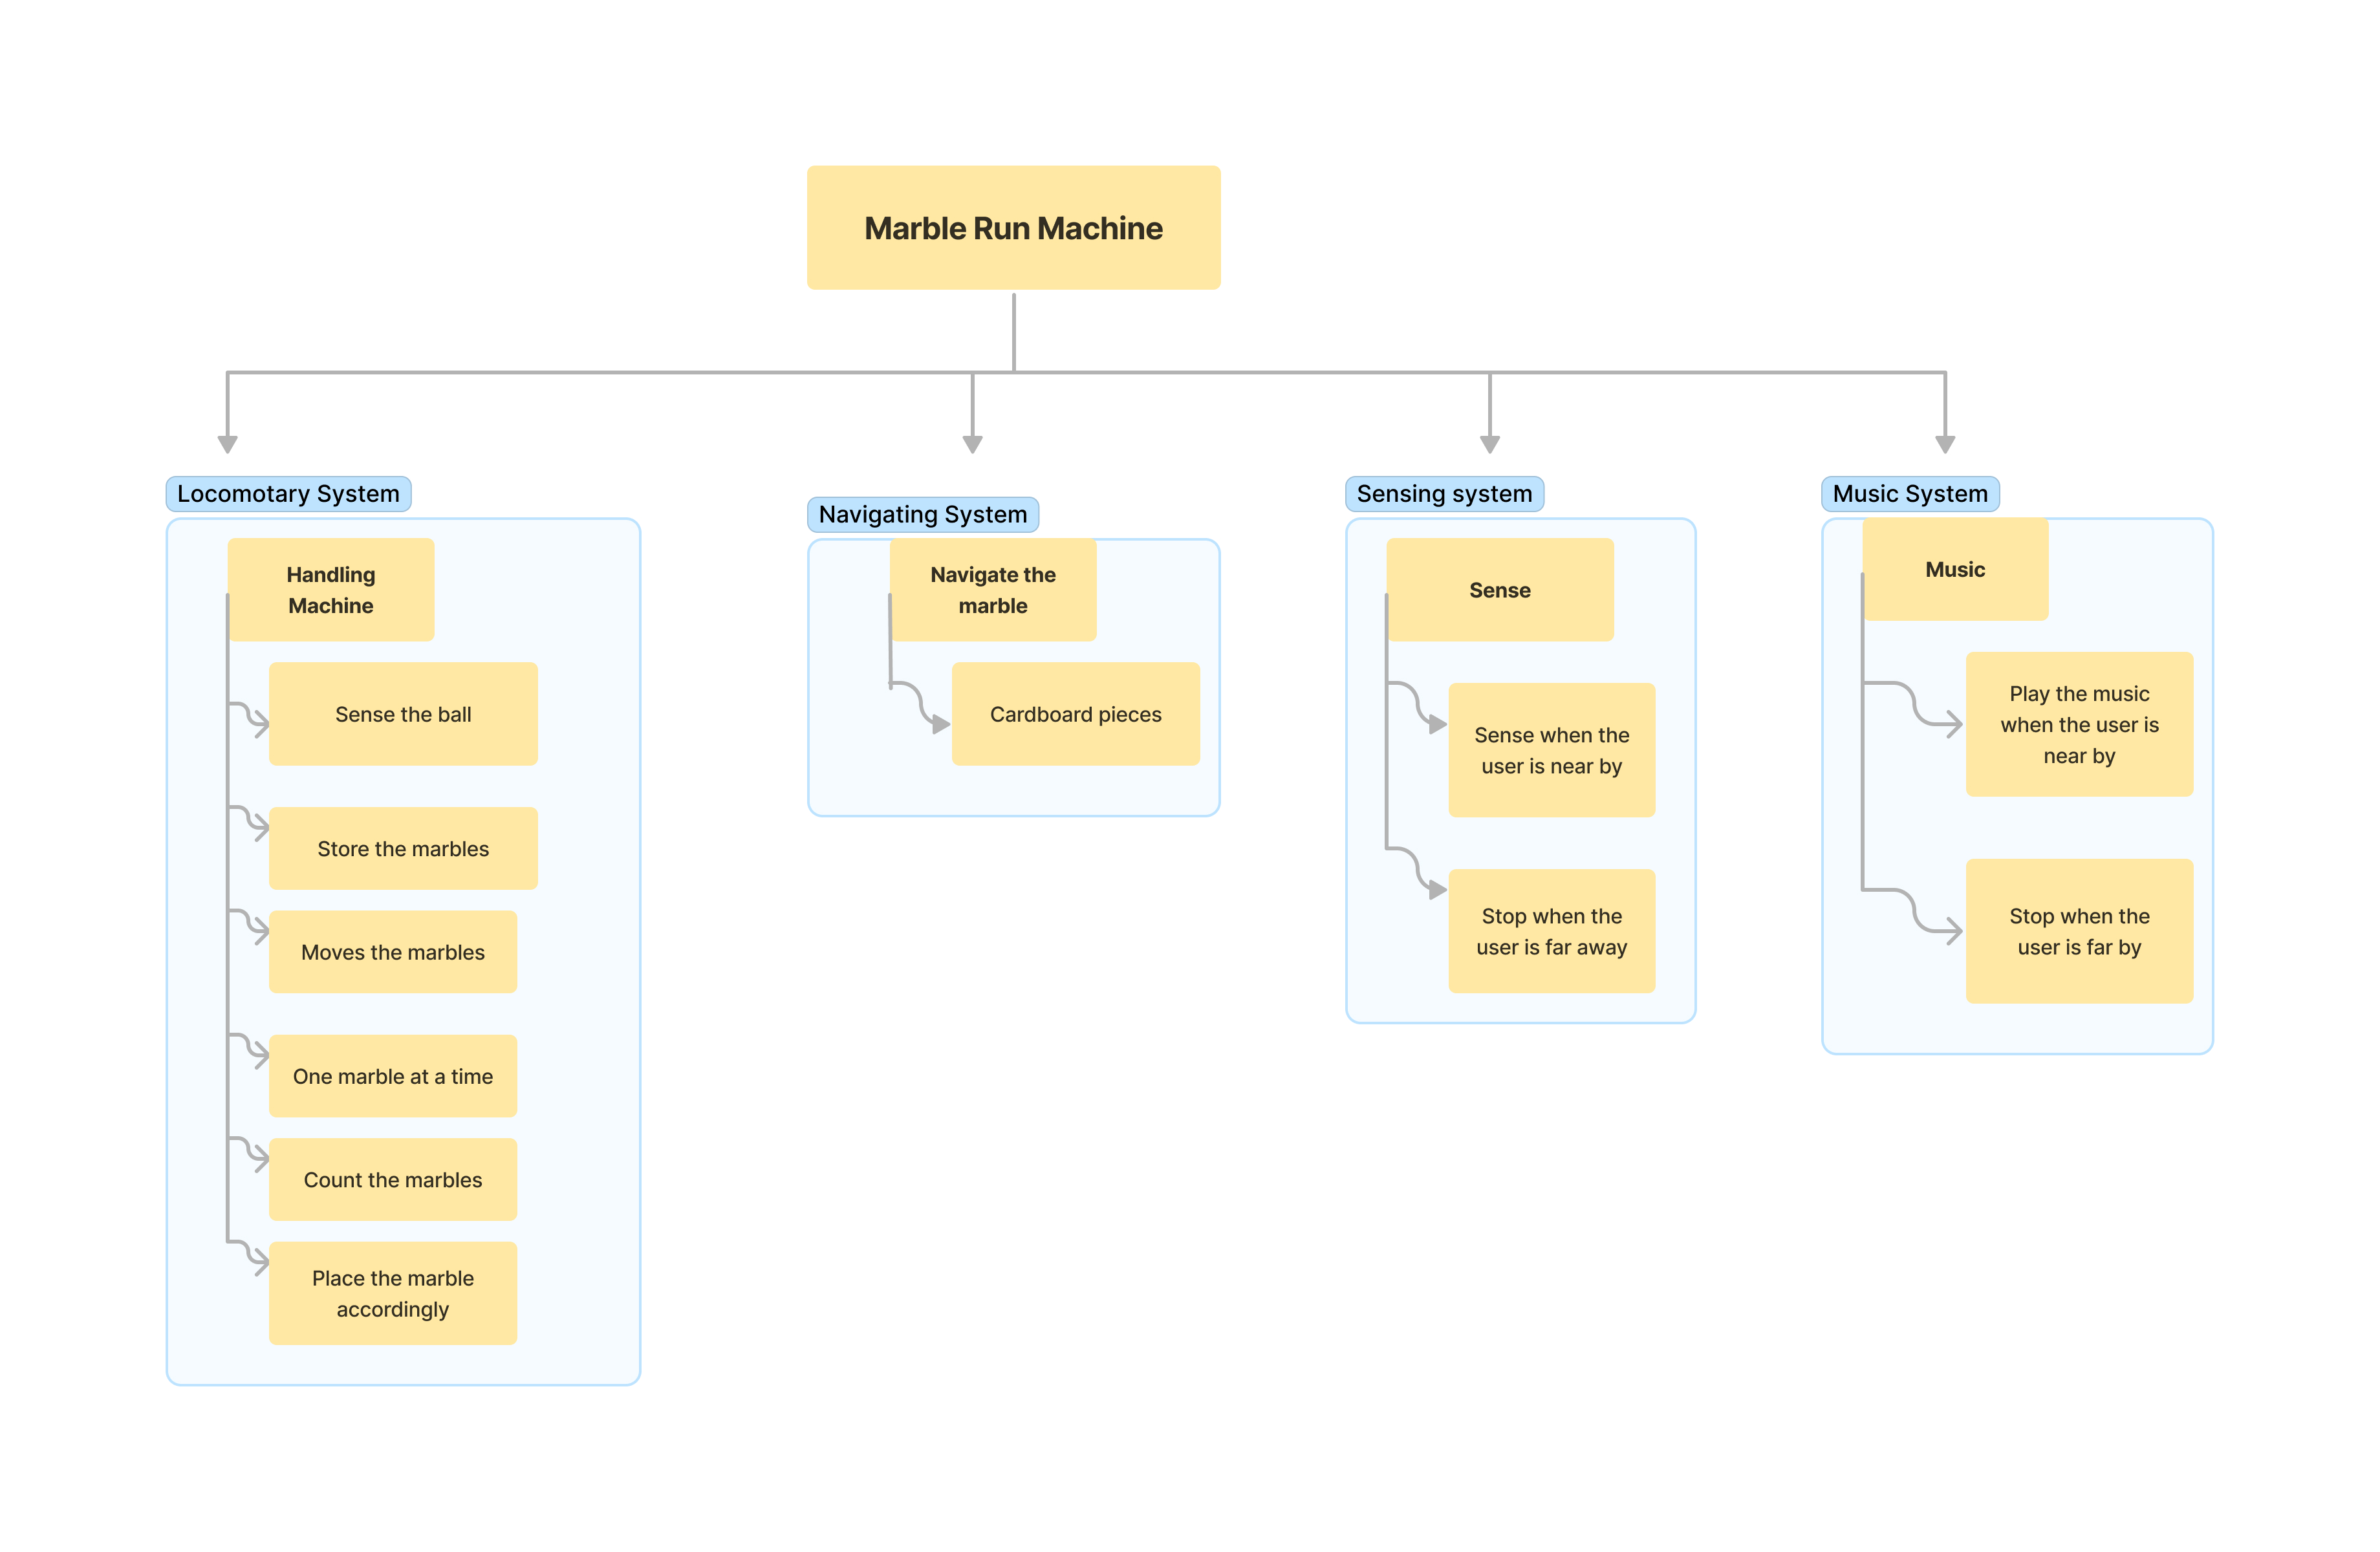 Marble Run Machine
Locomotary System
Handling
Machine
Sense the ball
Store the marbles
Moves the marbles
One marble at a time
Count the marbles
Place the marble
accordingly
Navigating System
Navigate the
marble
Cardboard pieces
Sensing system
Sense
Sense when the
user is near by
Stop when the
user is far away
Music System
Music
Play the music
when the user is
near by
Stop when the
user is far by